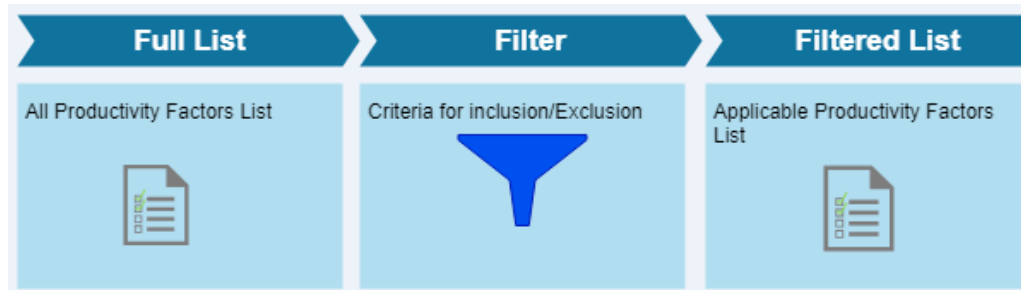 Full List
Filter
Filtered List
All Productivity Factors List
Criteria for inclusion/Exclusion
Applicable Productivity Factors
List